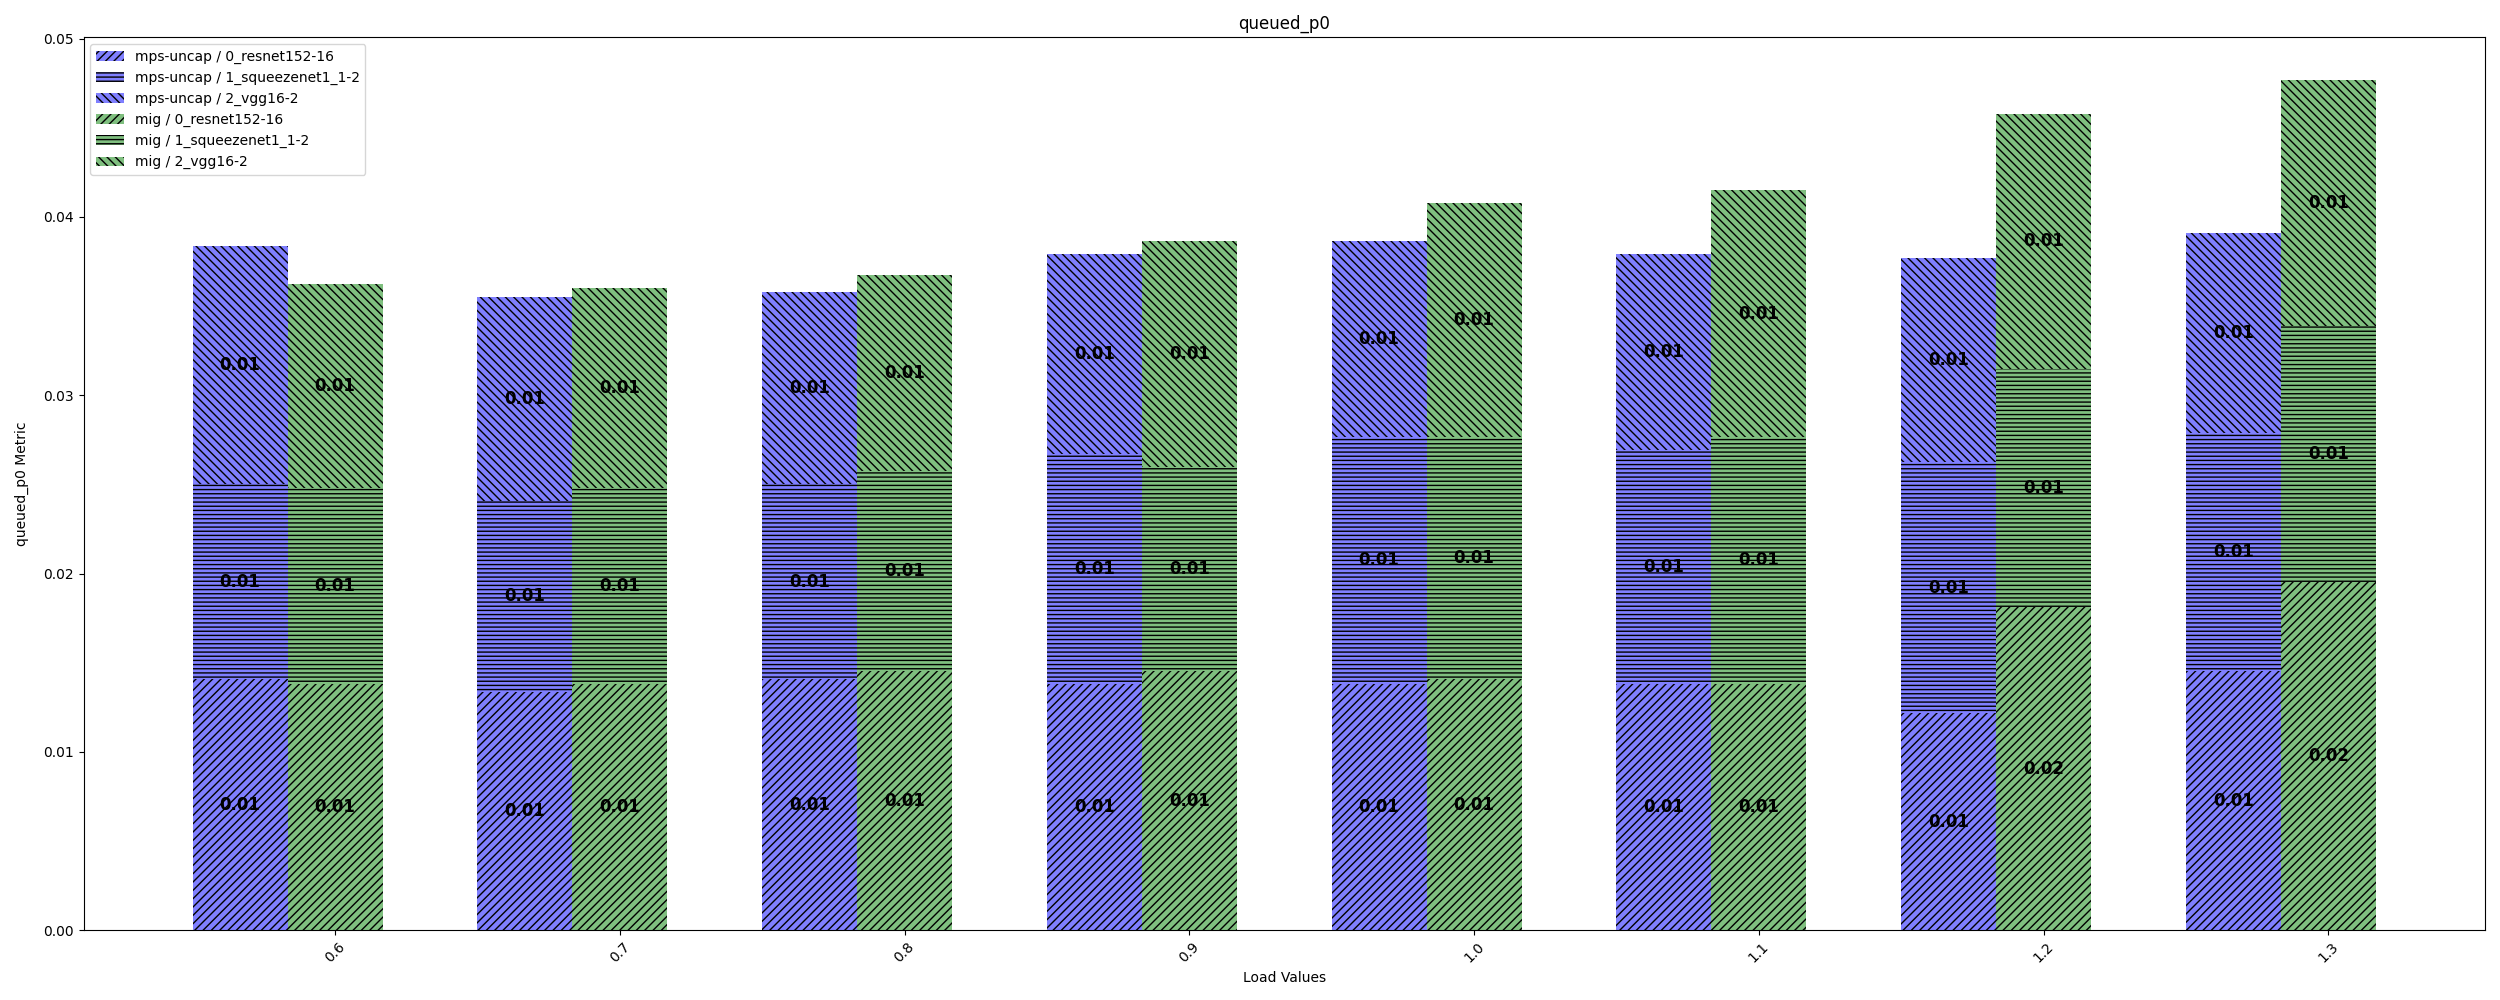 queued_p0
mps-uncap / 0_resnet152-16
mps-uncap / 1_squeezenet1_1-2
mps-uncap / 2_vgg16-2
mig / 0_resnet152-16
mig / 1_squeezenet1_1-2
mig / 2_vgg16-2
queued_p0 Metric
0.05
0.04
0.03
0.02
0.01
0.00
0.01 0.01 0.01 0.01 0.01 0.01 0.01 0.01 0.01 0.01 0.01 0.01 0.01 0.01 0.01 0.01
0.01 0.01 0.01 0.01 0.01 0.01 0.01 0.01 0.01 0.01 0.01 0.01 0.01 0.01 0.01 0.01
0.01 0.01 0.01 0.01 0.01 0.01 0.01 0.01 0.01 0.01 0.01 0.01 0.01 0.02 0.01 0.02
0.6 0.7 0.8 0.9 1.0 1.1 1.2 1.3
Load Values